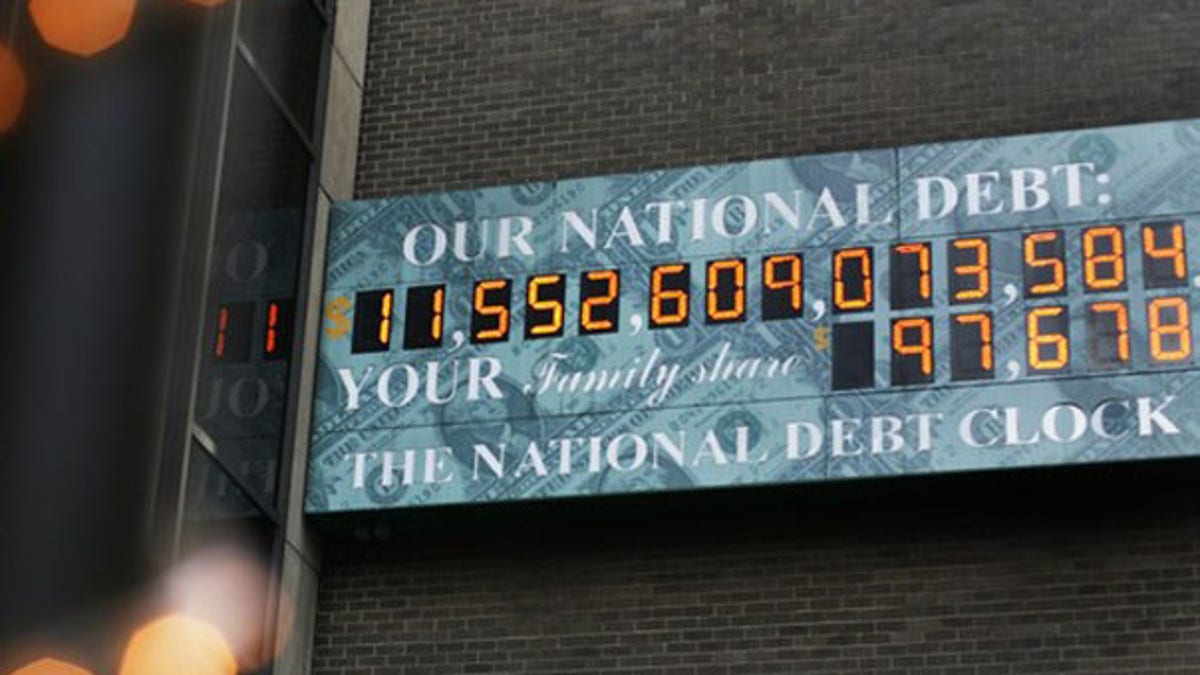 OUR NATIONAL DEBT:
$11,552,609,073,584
YOUR Family share $97,678
THE NATIONAL DEBT CLOCK